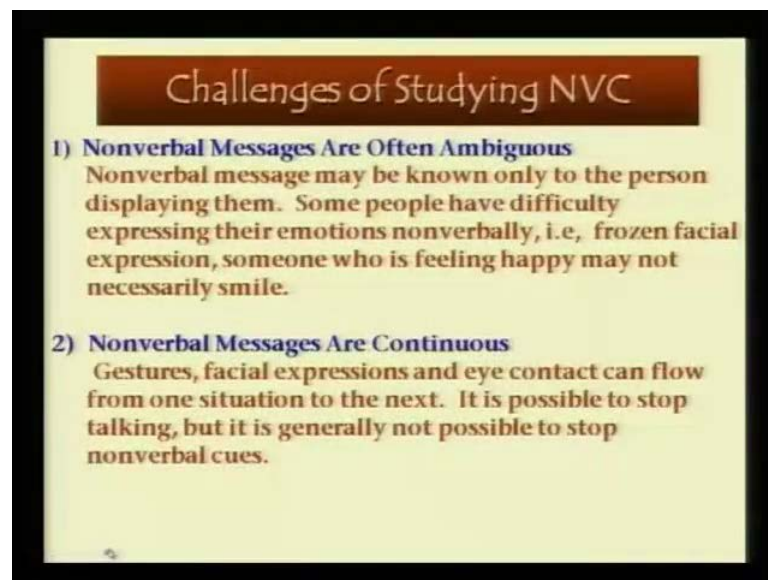 Challenges of Studying NVC
1) Nonverbal Messages Are Often Ambiguous
Nonverbal message may be known only to the person
displaying them. Some people have difficulty
expressing their emotions nonverbally, i.e, frozen facial
expression, someone who is feeling happy may not
necessarily smile.
2) Nonverbal Messages Are Continuous
Gestures, facial expressions and eye contact can flow
from one situation to the next. It is possible to stop
talking, but it is generally not possible to stop
nonverbal cues.